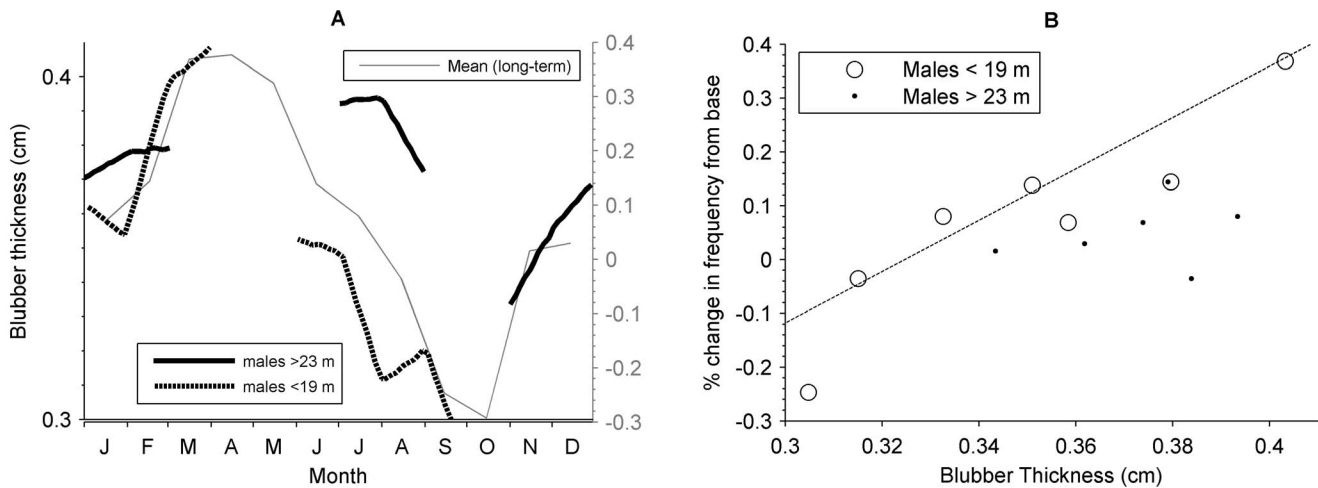 A
Blubber thickness (cm)
0.4
0.3
Mean (long-term)
males >23 m
males <19 m
0.4
0.3
0.2
0.1
0
-0.1
-0.2
-0.3
J F M A M J J A S O N D
Month
B
% change in frequency from base
0.4
0.3
0.2
0.1
0
-0.1
-0.2
-0.3
Males < 19 m
Males > 23 m
0.3 0.32 0.34 0.36 0.38 0.4
Blubber Thickness (cm)